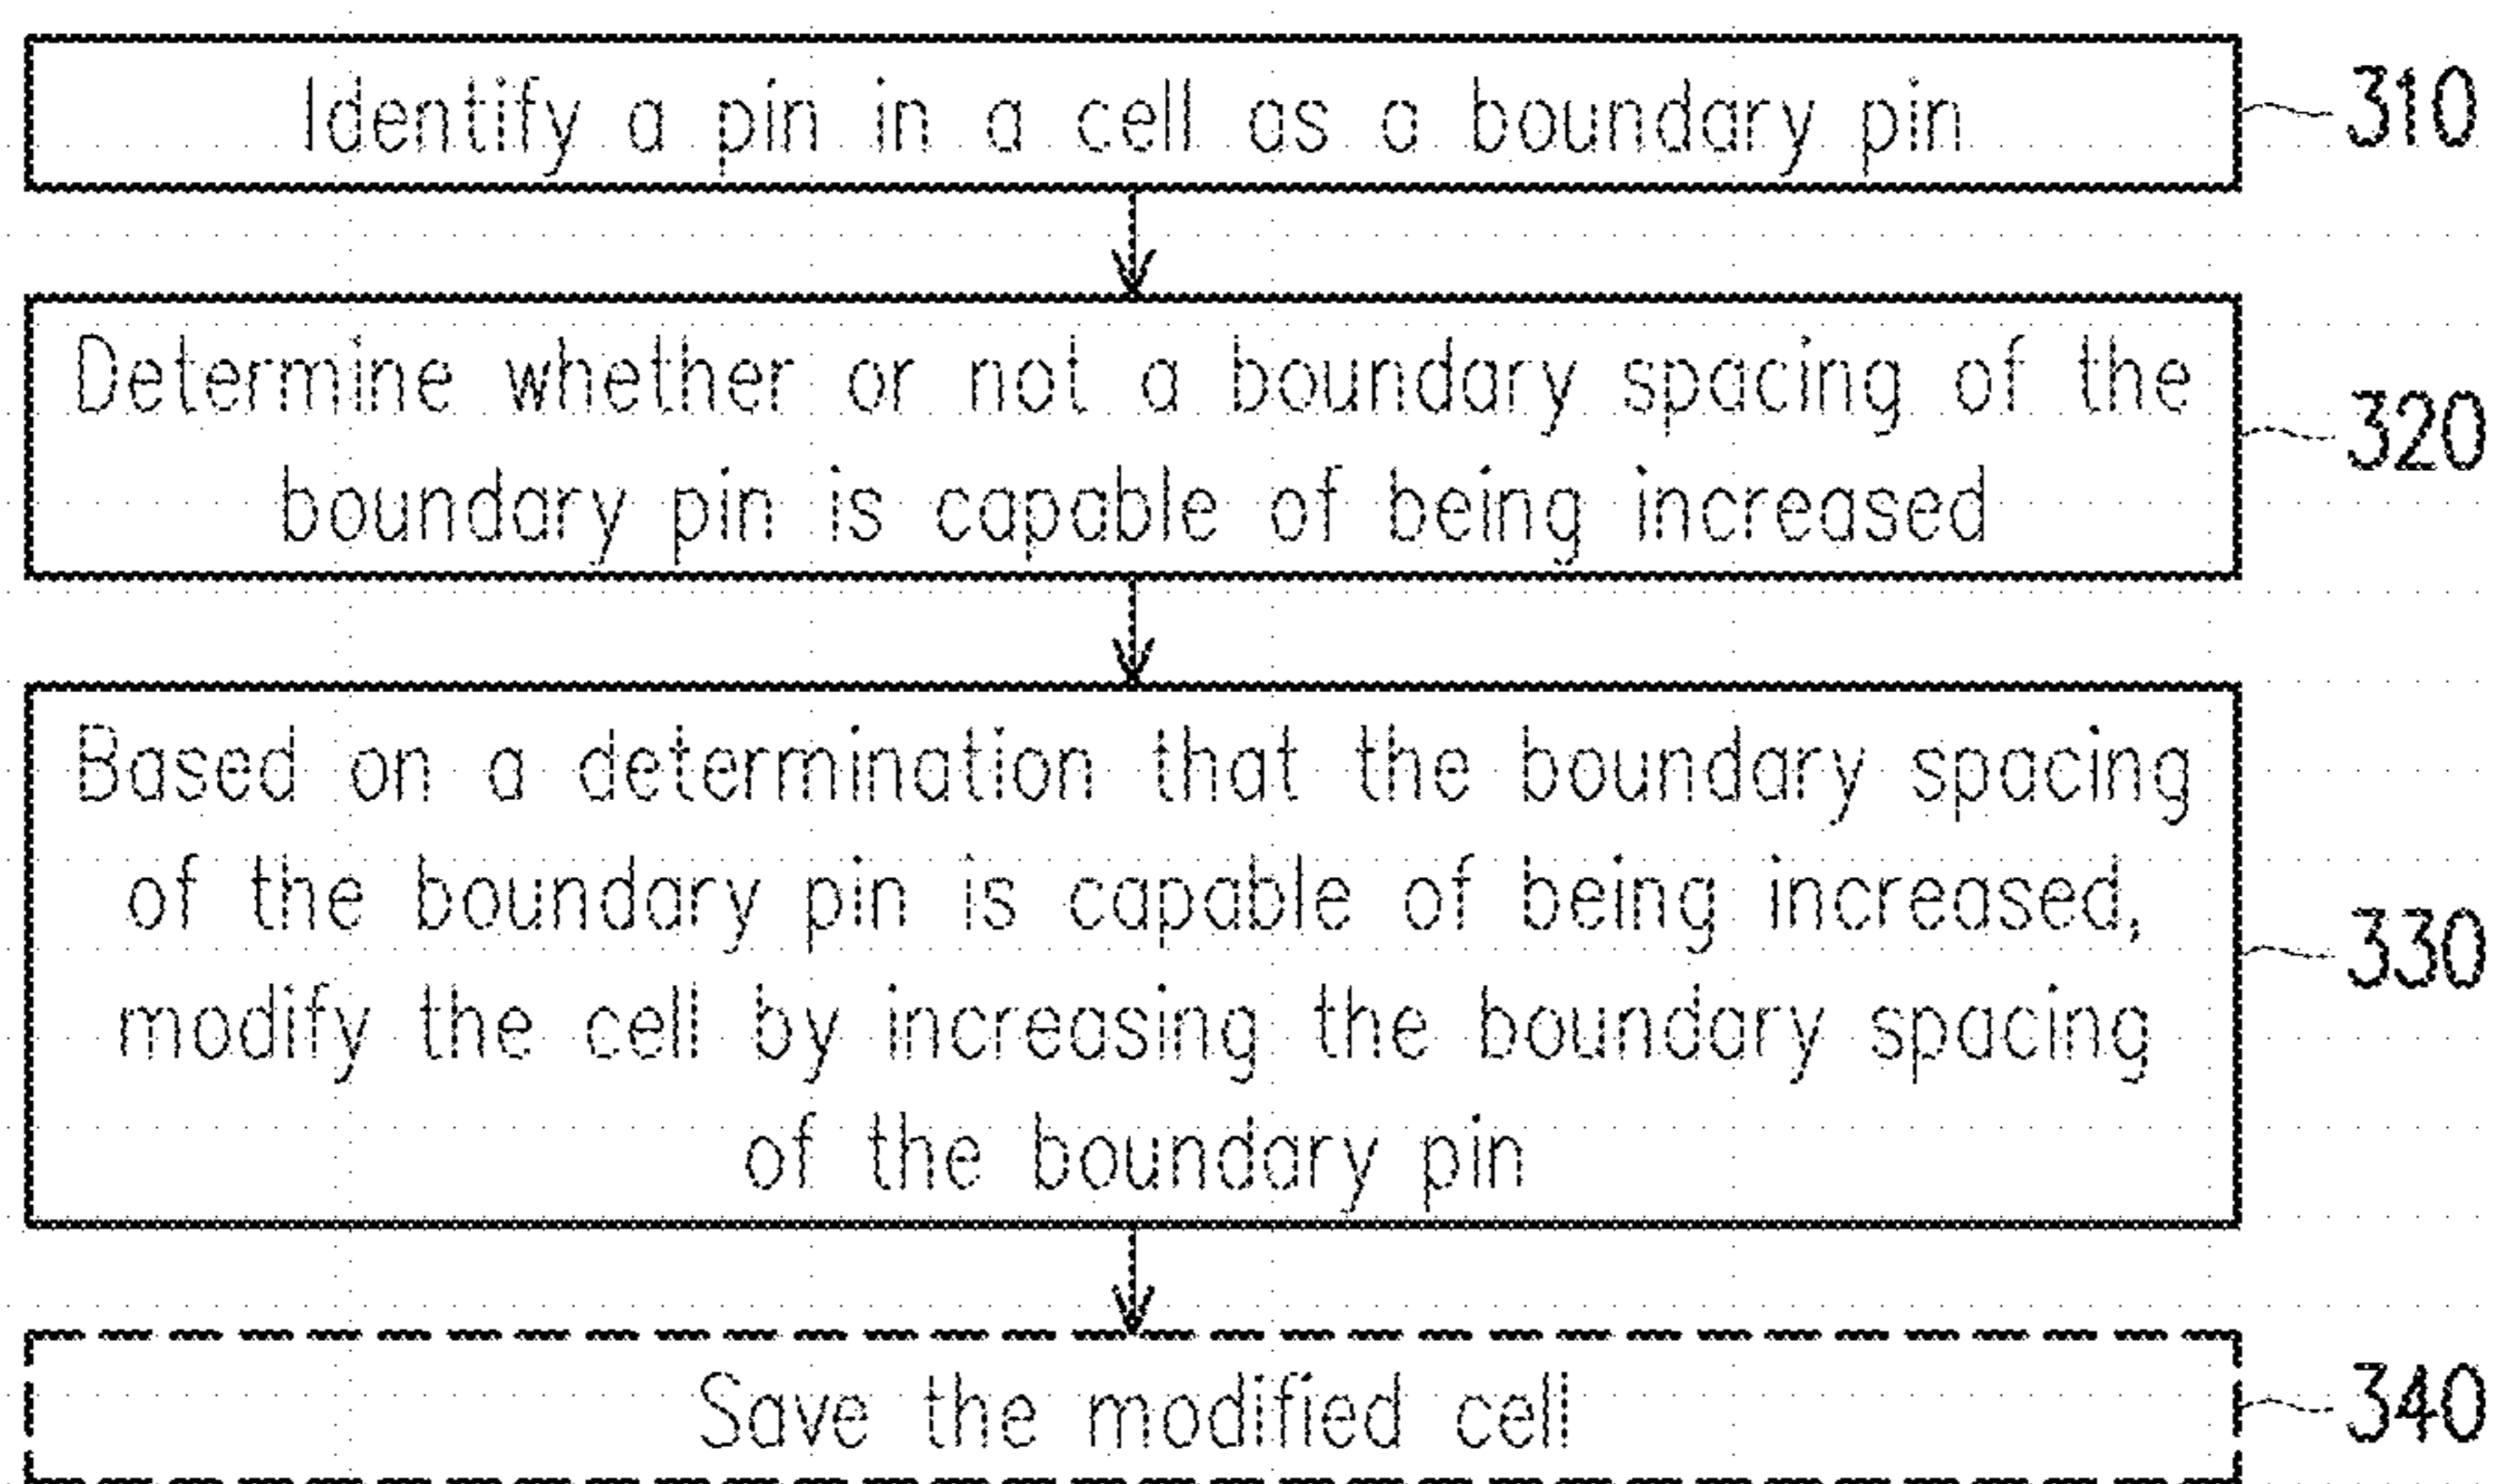 Identify a pin in a cell as a boundary pin
310
Determine whether or not a boundary spacing of the
boundary pin is capable of being increased
320
Based on a determination that the boundary spacing
of the boundary pin is capable of being increased,
modify the cell by increasing the boundary spacing
of the boundary pin
330
Save the modified cell
340